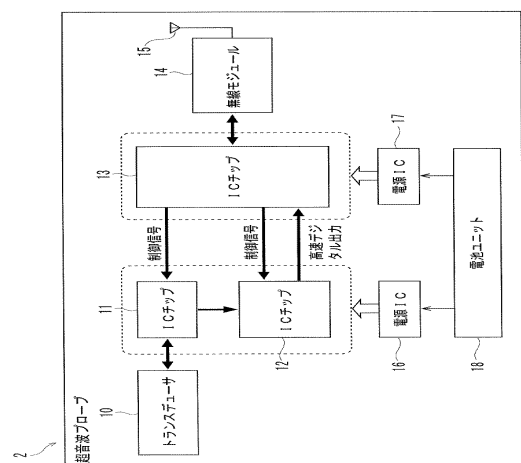 2
超音波プローブ
10
トランスデューサ
11
ICチップ
12
ICチップ
制御信号
制御信号
高速デジ
タル出力
13
ICチップ
14
無線モジュール
15
16
電源IC
17
電源IC
18
電池ユニット